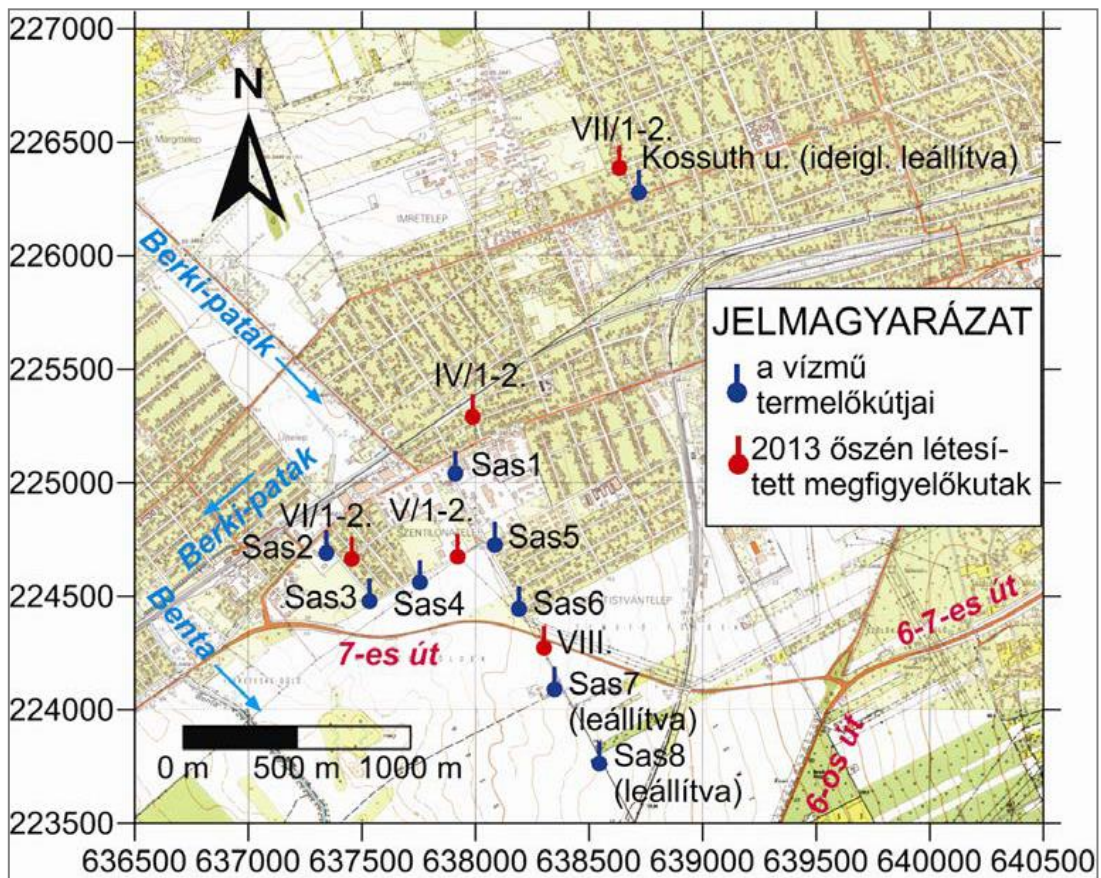 227000
226500
226000
225500
225000
224500
224000
223500
636500 637000 637500 638000 638500 639000 639500 640000 640500
N
VII/1-2.
Kossuth u. (ideigl. leállítva)
IMRETELEP
Berki-patak
IV/1-2.
Sas1
Berki-patak
VI/1-2.
V/1-2.
Sas2
Sas5
Sas3
Sas4
Sas6
Benta
7-es út
VIII.
6-7-es út
Sas7
(leállítva)
Sas8
(leállítva)
6-os út
0 m 500 m 1000 m
JELMAGYARÁZAT
a vízmű
termelőkútjai
2013 őszén létesí-
tett megfigyelőkutak